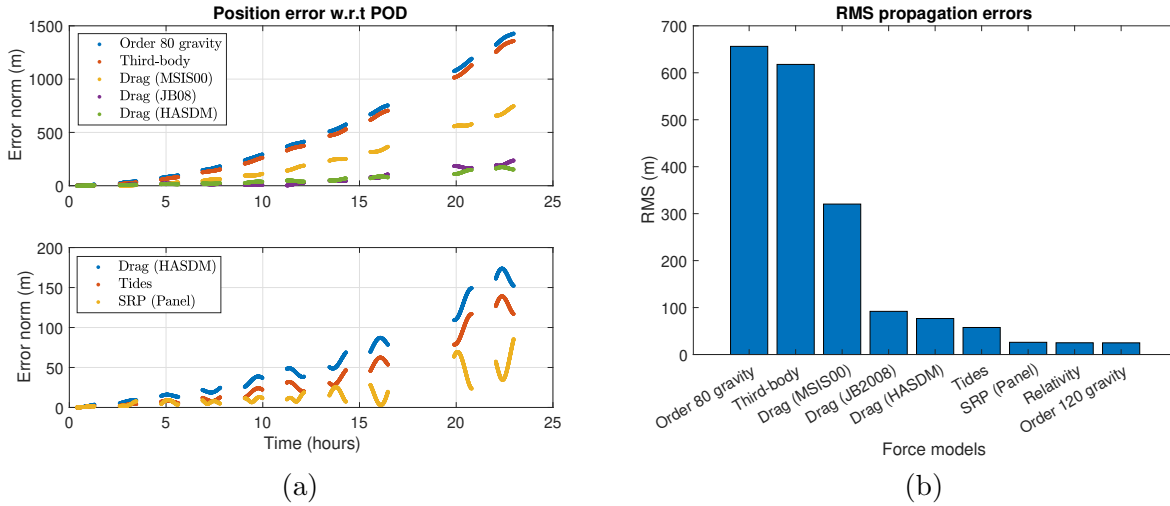 Position error w.r.t POD
Error norm (m)
1500
1000
500
0
Order 80 gravity
Third-body
Drag (MSIS00)
Drag (JB08)
Drag (HASDM)
0 5 10 15 20 25
Error norm (m)
200
150
100
50
0
Drag (HASDM)
Tides
SRP (Panel)
0 5 10 15 20 25
Time (hours)
(a)
RMS propagation errors
RMS (m)
700
600
500
400
300
200
100
0
Order 80 gravity
Third-body
Drag (MSIS00)
Drag (JB2008)
Drag (HASDM)
Tides
SRP (Panel)
Relativity
Order 120 gravity
Force models
(b)